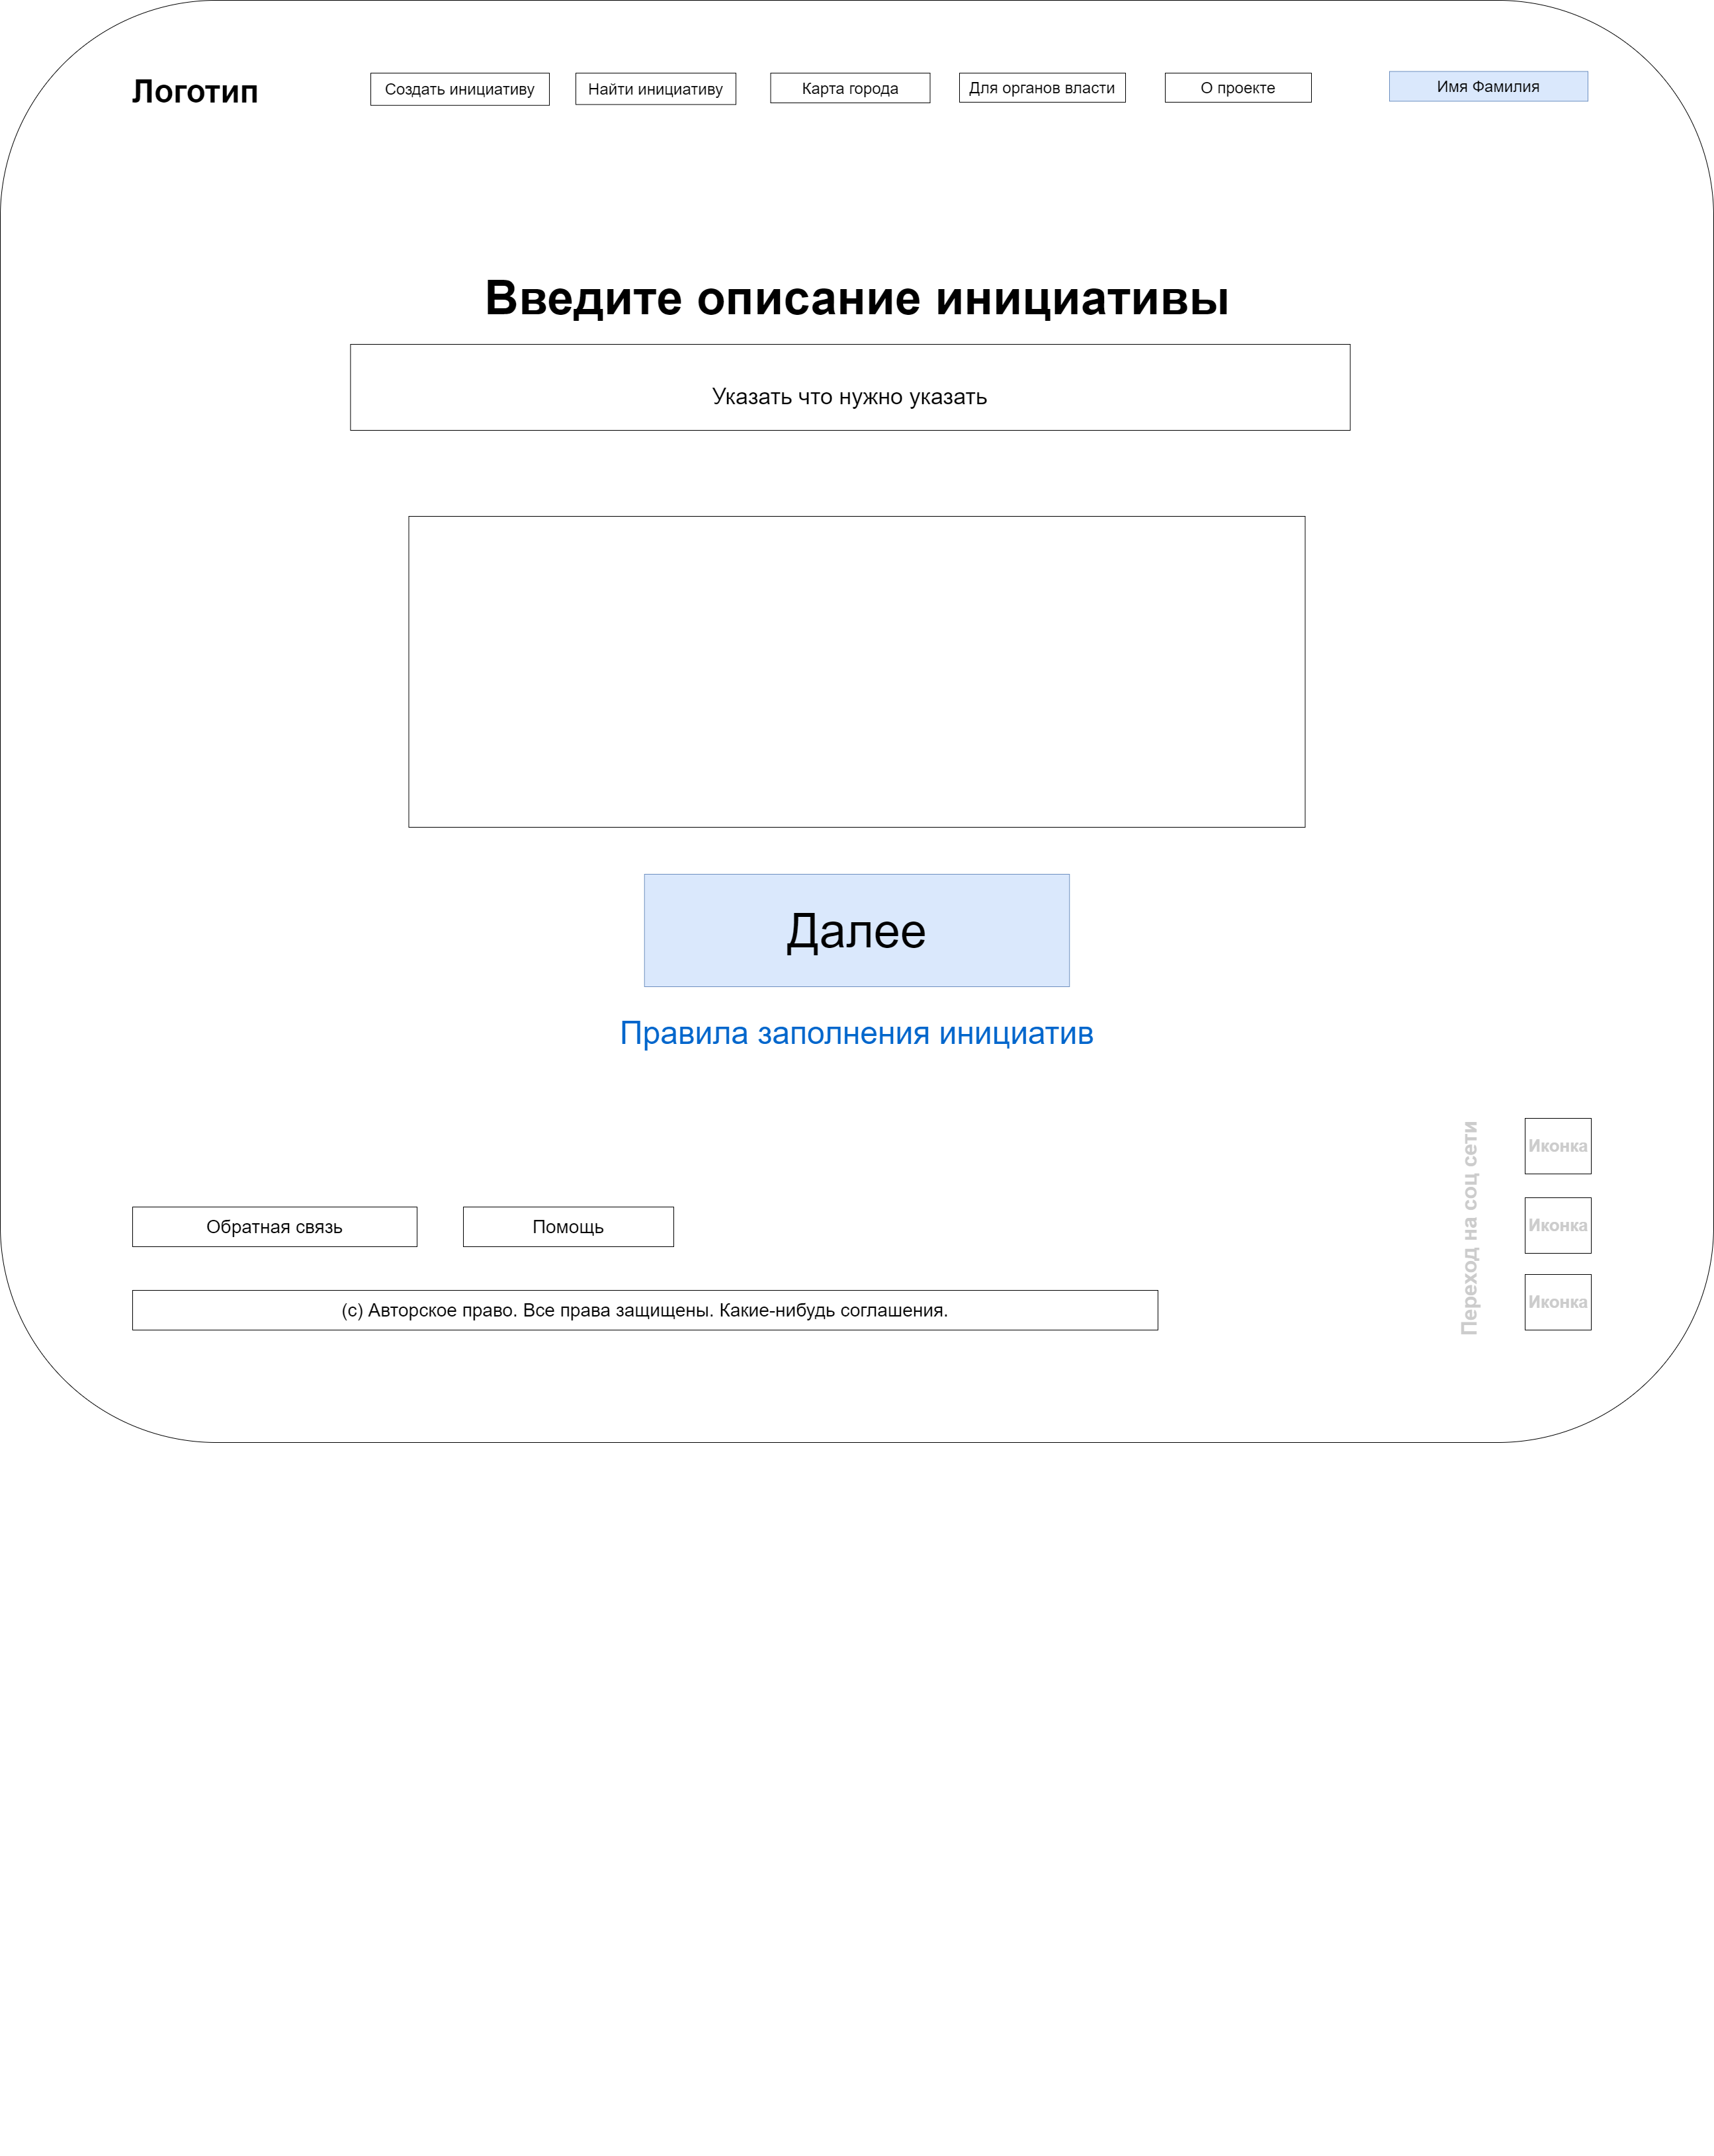 Логотип
Создать инициативу
Найти инициативу
Карта города
Для органов власти
О проекте
Имя Фамилия
Введите описание инициативы
Указать что нужно указать
Далее
Правила заполнения инициатив
Переход на соц сети
Иконка
Иконка
Иконка
Обратная связь
Помощь
(с) Авторское право. Все права защищены. Какие-нибудь соглашения.